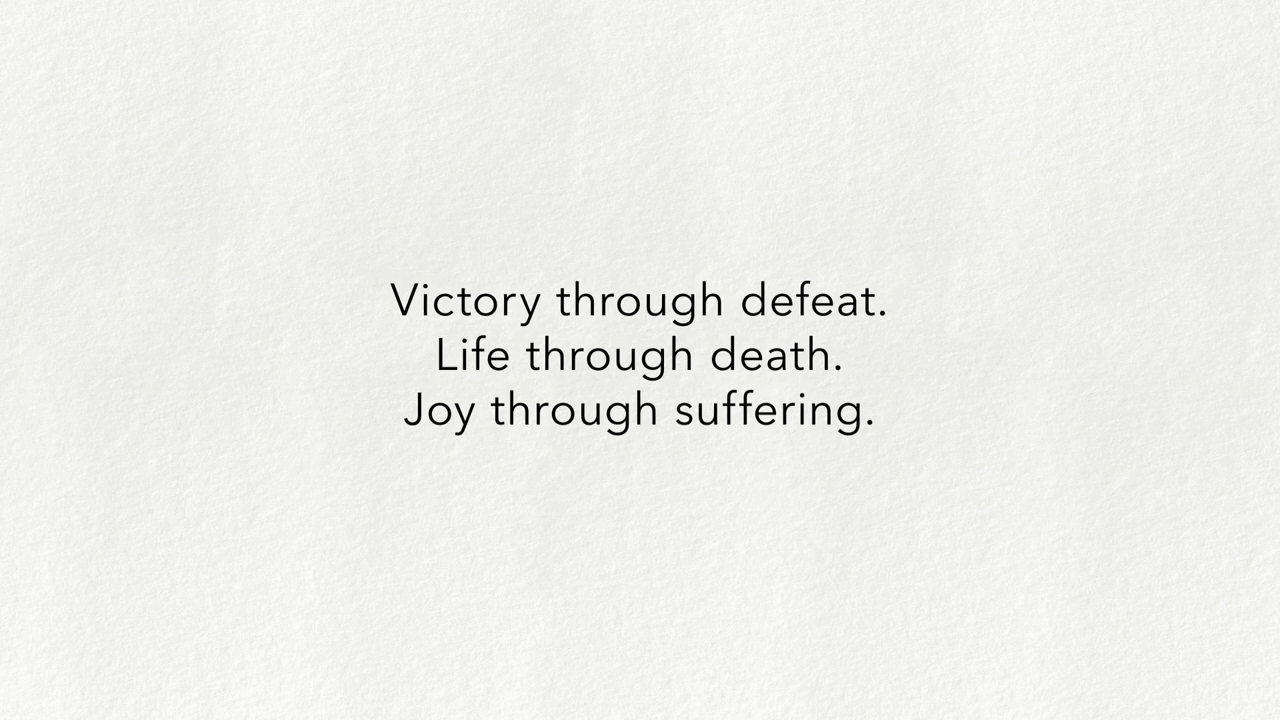 Victory through defeat.
Life through death.
Joy through suffering.